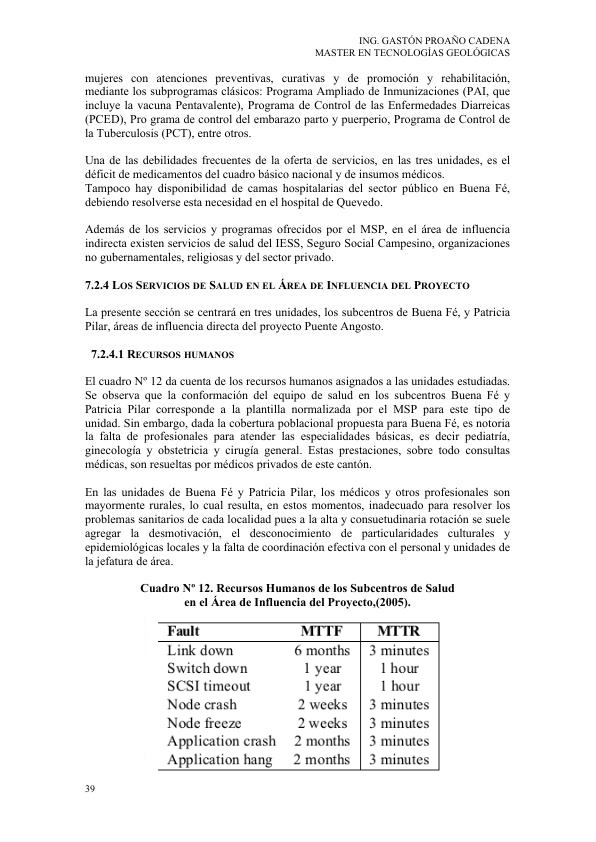 ING. GASTÓN PROAÑO CADENA
MASTER EN TECNOLOGÍAS GEOLÓGICAS
mujeres con atenciones preventivas, curativas y de promoción y rehabilitación,
mediante los subprogramas clásicos: Programa Ampliado de Inmunizaciones (PAI, que
incluye la vacuna Pentavalente), Programa de Control de las Enfermedades Diarreicas
(PCED), Pro grama de control del embarazo parto y puerperio, Programa de Control de
la Tuberculosis (PCT), entre otros.
Una de las debilidades frecuentes de la oferta de servicios, en las tres unidades, es el
déficit de medicamentos del cuadro básico nacional y de insumos médicos.
Tampoco hay disponibilidad de camas hospitalarias del sector público en Buena Fé,
debiendo resolverse esta necesidad en el hospital de Quevedo.
Además de los servicios y programas ofrecidos por el MSP, en el área de influencia
indirecta existen servicios de salud del IESS, Seguro Social Campesino, organizaciones
no gubernamentales, religiosas y del sector privado.
7.2.4 LOS SERVICIOS DE SALUD EN EL ÁREA DE INFLUENCIA DEL PROYECTO
La presente sección se centrará en tres unidades, los subcentros de Buena Fé, y Patricia
Pilar, áreas de influencia directa del proyecto Puente Angosto.
7.2.4.1 RECURSOS HUMANOS
El cuadro Nº 12 da cuenta de los recursos humanos asignados a las unidades estudiadas.
Se observa que la conformación del equipo de salud en los subcentros Buena Fé y
Patricia Pilar corresponde a la plantilla normalizada por el MSP para este tipo de
unidad. Sin embargo, dada la cobertura poblacional propuesta para Buena Fé, es notoria
la falta de profesionales para atender las especialidades básicas, es decir pediatría,
ginecología y obstetricia y cirugía general. Estas prestaciones, sobre todo consultas
médicas, son resueltas por médicos privados de este cantón.
En las unidades de Buena Fé y Patricia Pilar, los médicos y otros profesionales son
mayormente rurales, lo cual resulta, en estos momentos, inadecuado para resolver los
problemas sanitarios de cada localidad pues a la alta y consuetudinaria rotación se suele
agregar la desmotivación, el desconocimiento de particularidades culturales y
epidemiológicas locales y la falta de coordinación efectiva con el personal y unidades de
la jefatura de área.
Cuadro Nº 12. Recursos Humanos de los Subcentros de Salud
en el Área de Influencia del Proyecto,(2005).
Fault MTTF MTTR
Link down 6 months 3 minutes
Switch down 1 year 1 hour
SCSI timeout 1 year 1 hour
Node crash 2 weeks 3 minutes
Node freeze 2 weeks 3 minutes
Application crash 2 months 3 minutes
Application hang 2 months 3 minutes
39